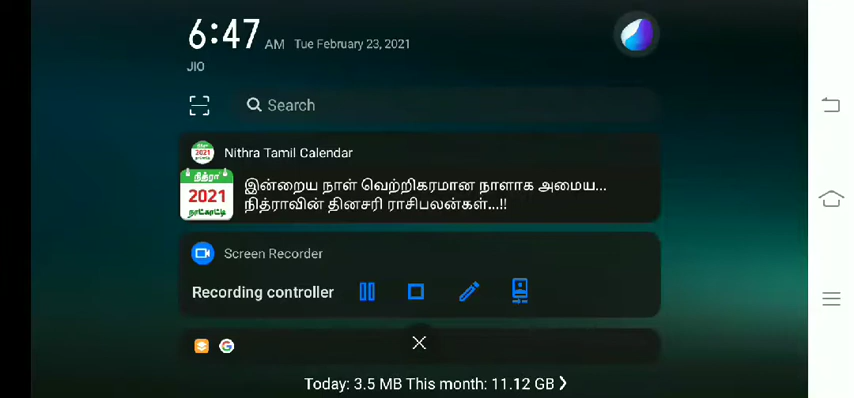 6:47 AM Tue February 23, 2021
JIO
Search
Nithra Tamil Calendar
இன்றைய நாள் வெற்றிகரமான நாளாக அமைய...
நித்ராவின் தினசரி ராசிபலன்கள்...!!
நித்ரா
2021
நாட்காட்டி
Screen Recorder
Recording controller
Today: 3.5 MB This month: 11.12 GB